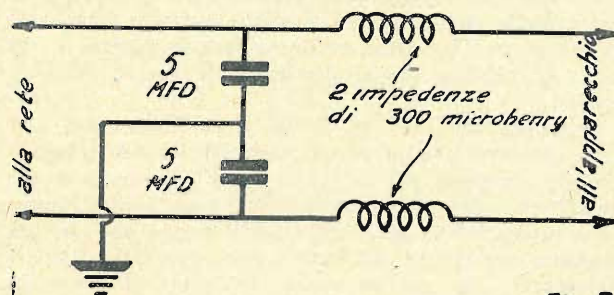 5
MFD
5
MFD
alla rete
2 impedenze
di 300 microhenry
all'apparecchio